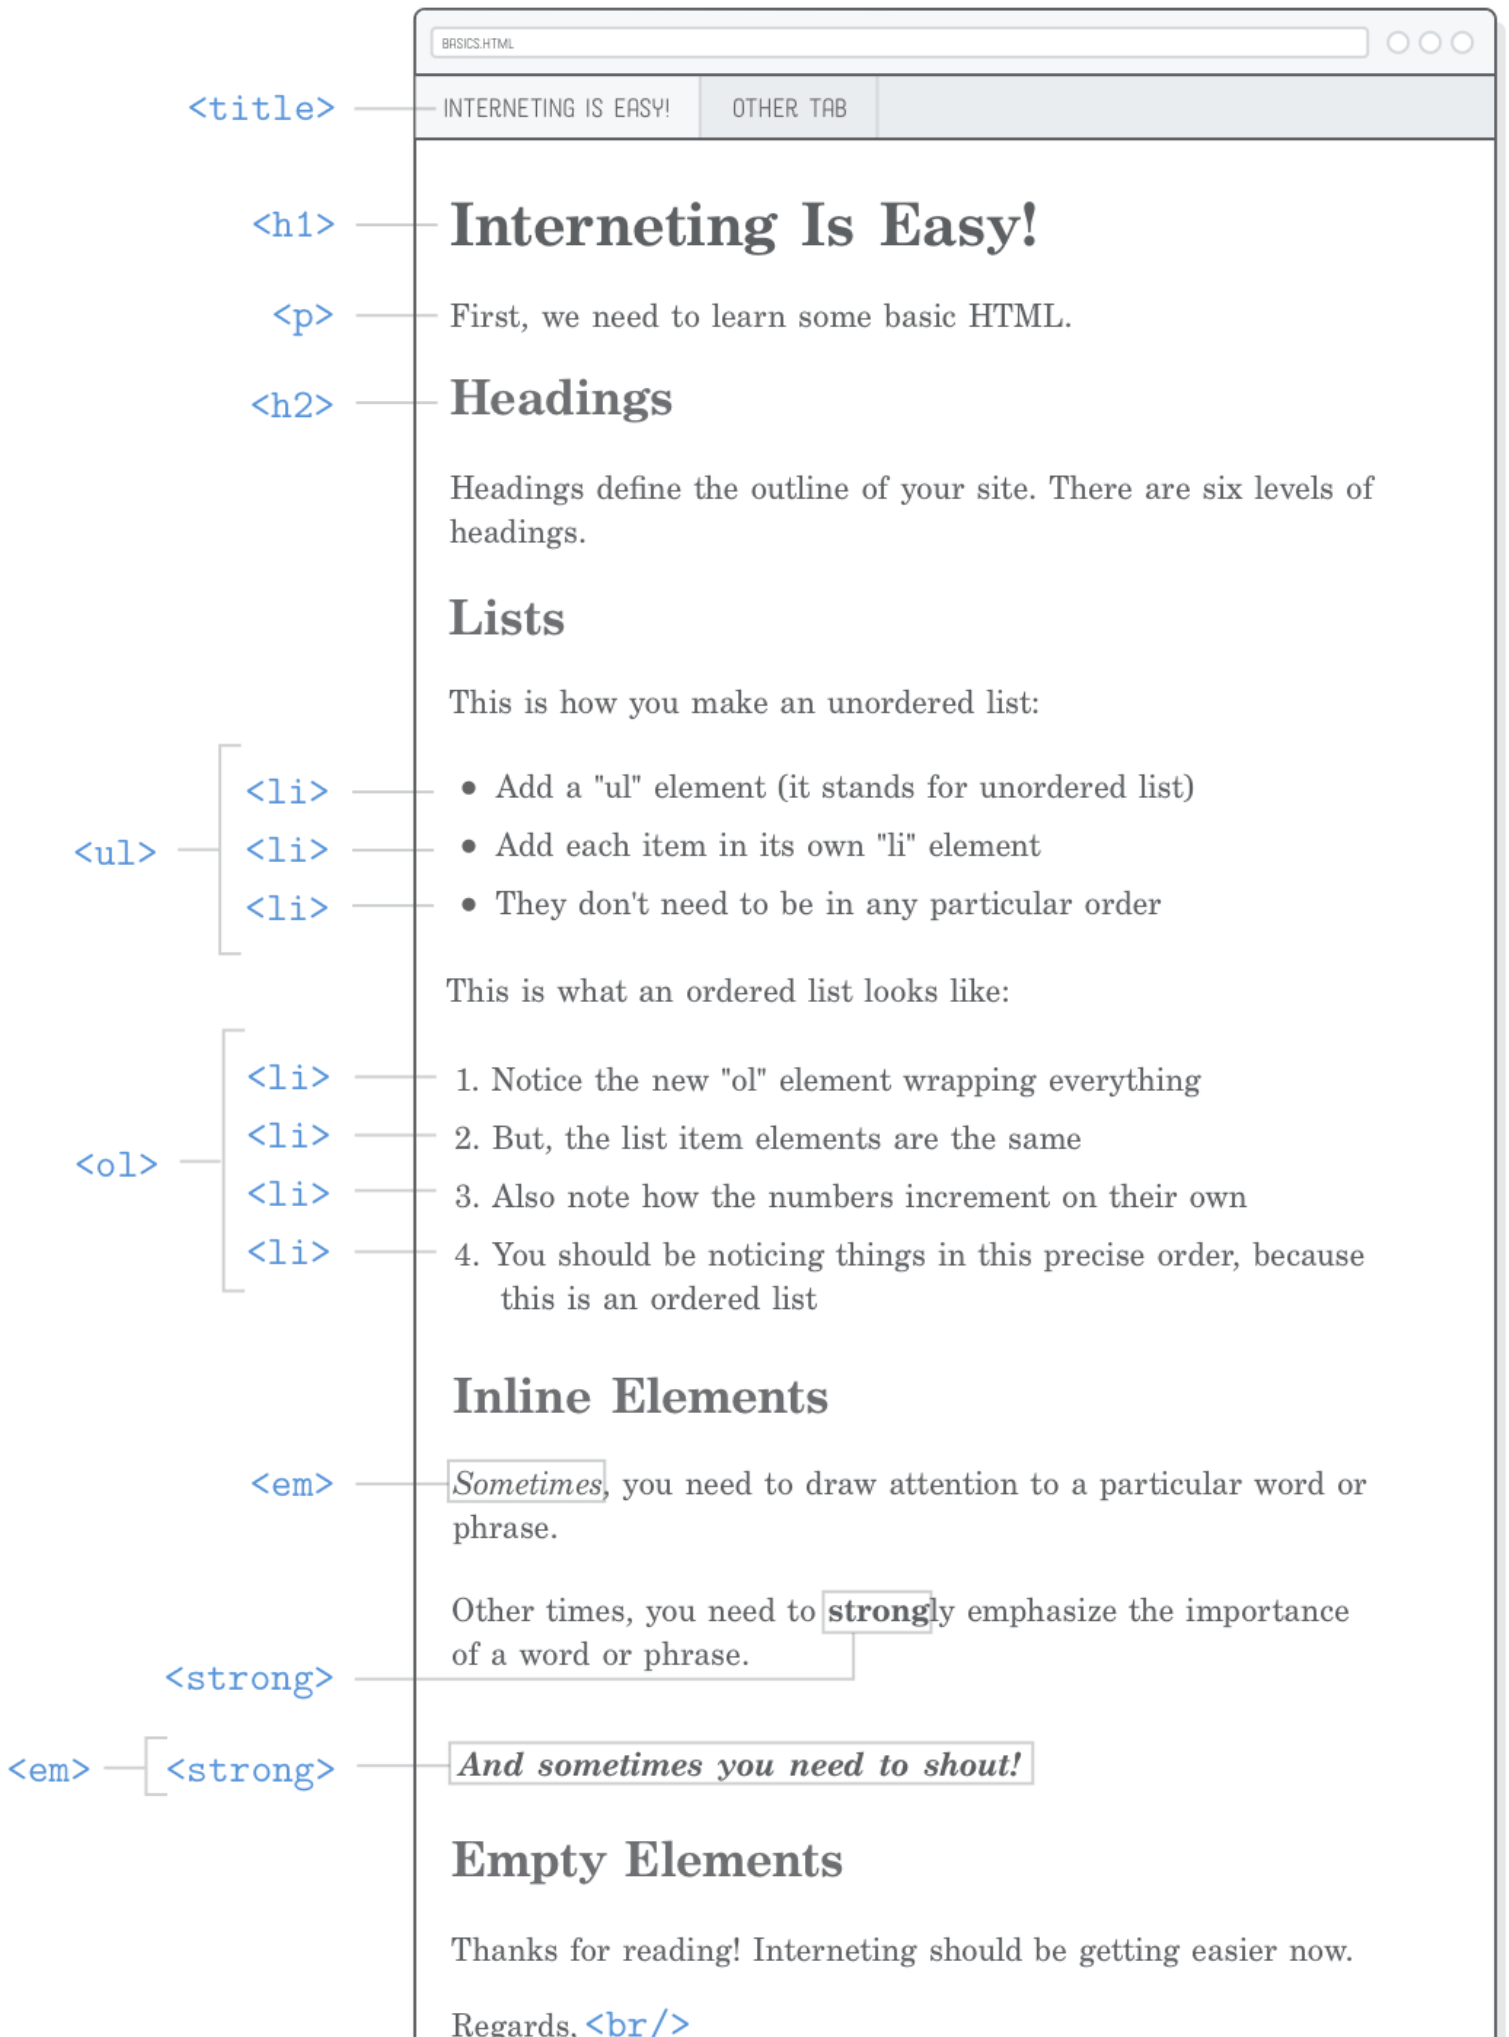 BASICS.HTML
<title> INTERNETING IS EASY! OTHER TAB
<h1> Interneting Is Easy!
<p> First, we need to learn some basic HTML.
<h2> Headings
Headings define the outline of your site. There are six levels of
headings.
Lists
This is how you make an unordered list:
<ul>
<li> • Add a "ul" element (it stands for unordered list)
<li> • Add each item in its own "li" element
<li> • They don't need to be in any particular order
This is what an ordered list looks like:
<ol>
<li> 1. Notice the new "ol" element wrapping everything
<li> 2. But, the list item elements are the same
<li> 3. Also note how the numbers increment on their own
<li> 4. You should be noticing things in this precise order, because
this is an ordered list
Inline Elements
<em> Sometimes, you need to draw attention to a particular word or
phrase.
Other times, you need to strongly emphasize the importance
of a word or phrase.
<strong>
<em> <strong> And sometimes you need to shout!
Empty Elements
Thanks for reading! Interneting should be getting easier now.
Regards, <br/>